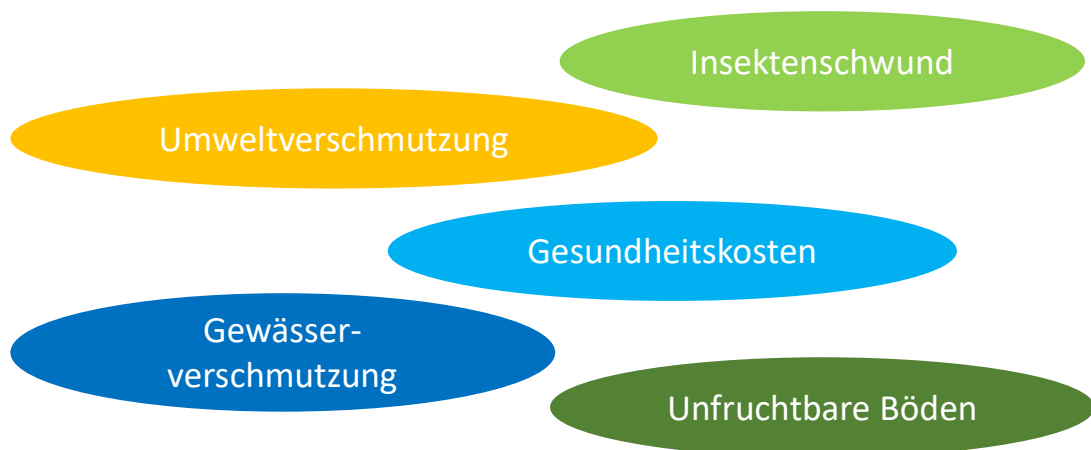 Insektenschwund
Umweltverschmutzung
Gesundheitskosten
Gewässer-
verschmutzung
Unfruchtbare Böden